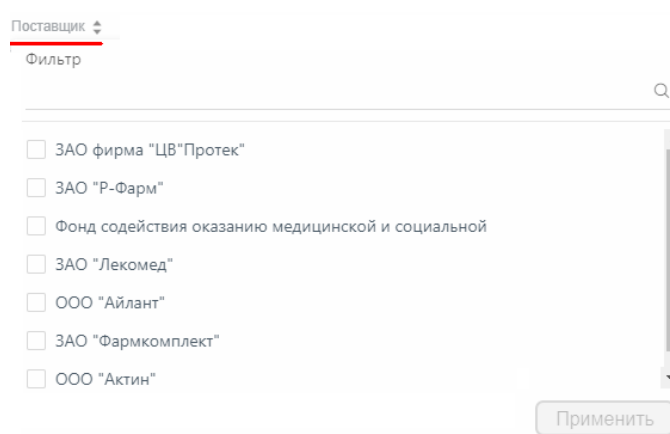 Поставщик
Фильтр
ЗАО фирма "ЦВ"Протек"
ЗАО "Р-Фарм"
Фонд содействия оказанию медицинской и социальной
ЗАО "Лекомед"
ООО "Айлант"
ЗАО "Фармкомплект"
ООО "Актин"
Применить